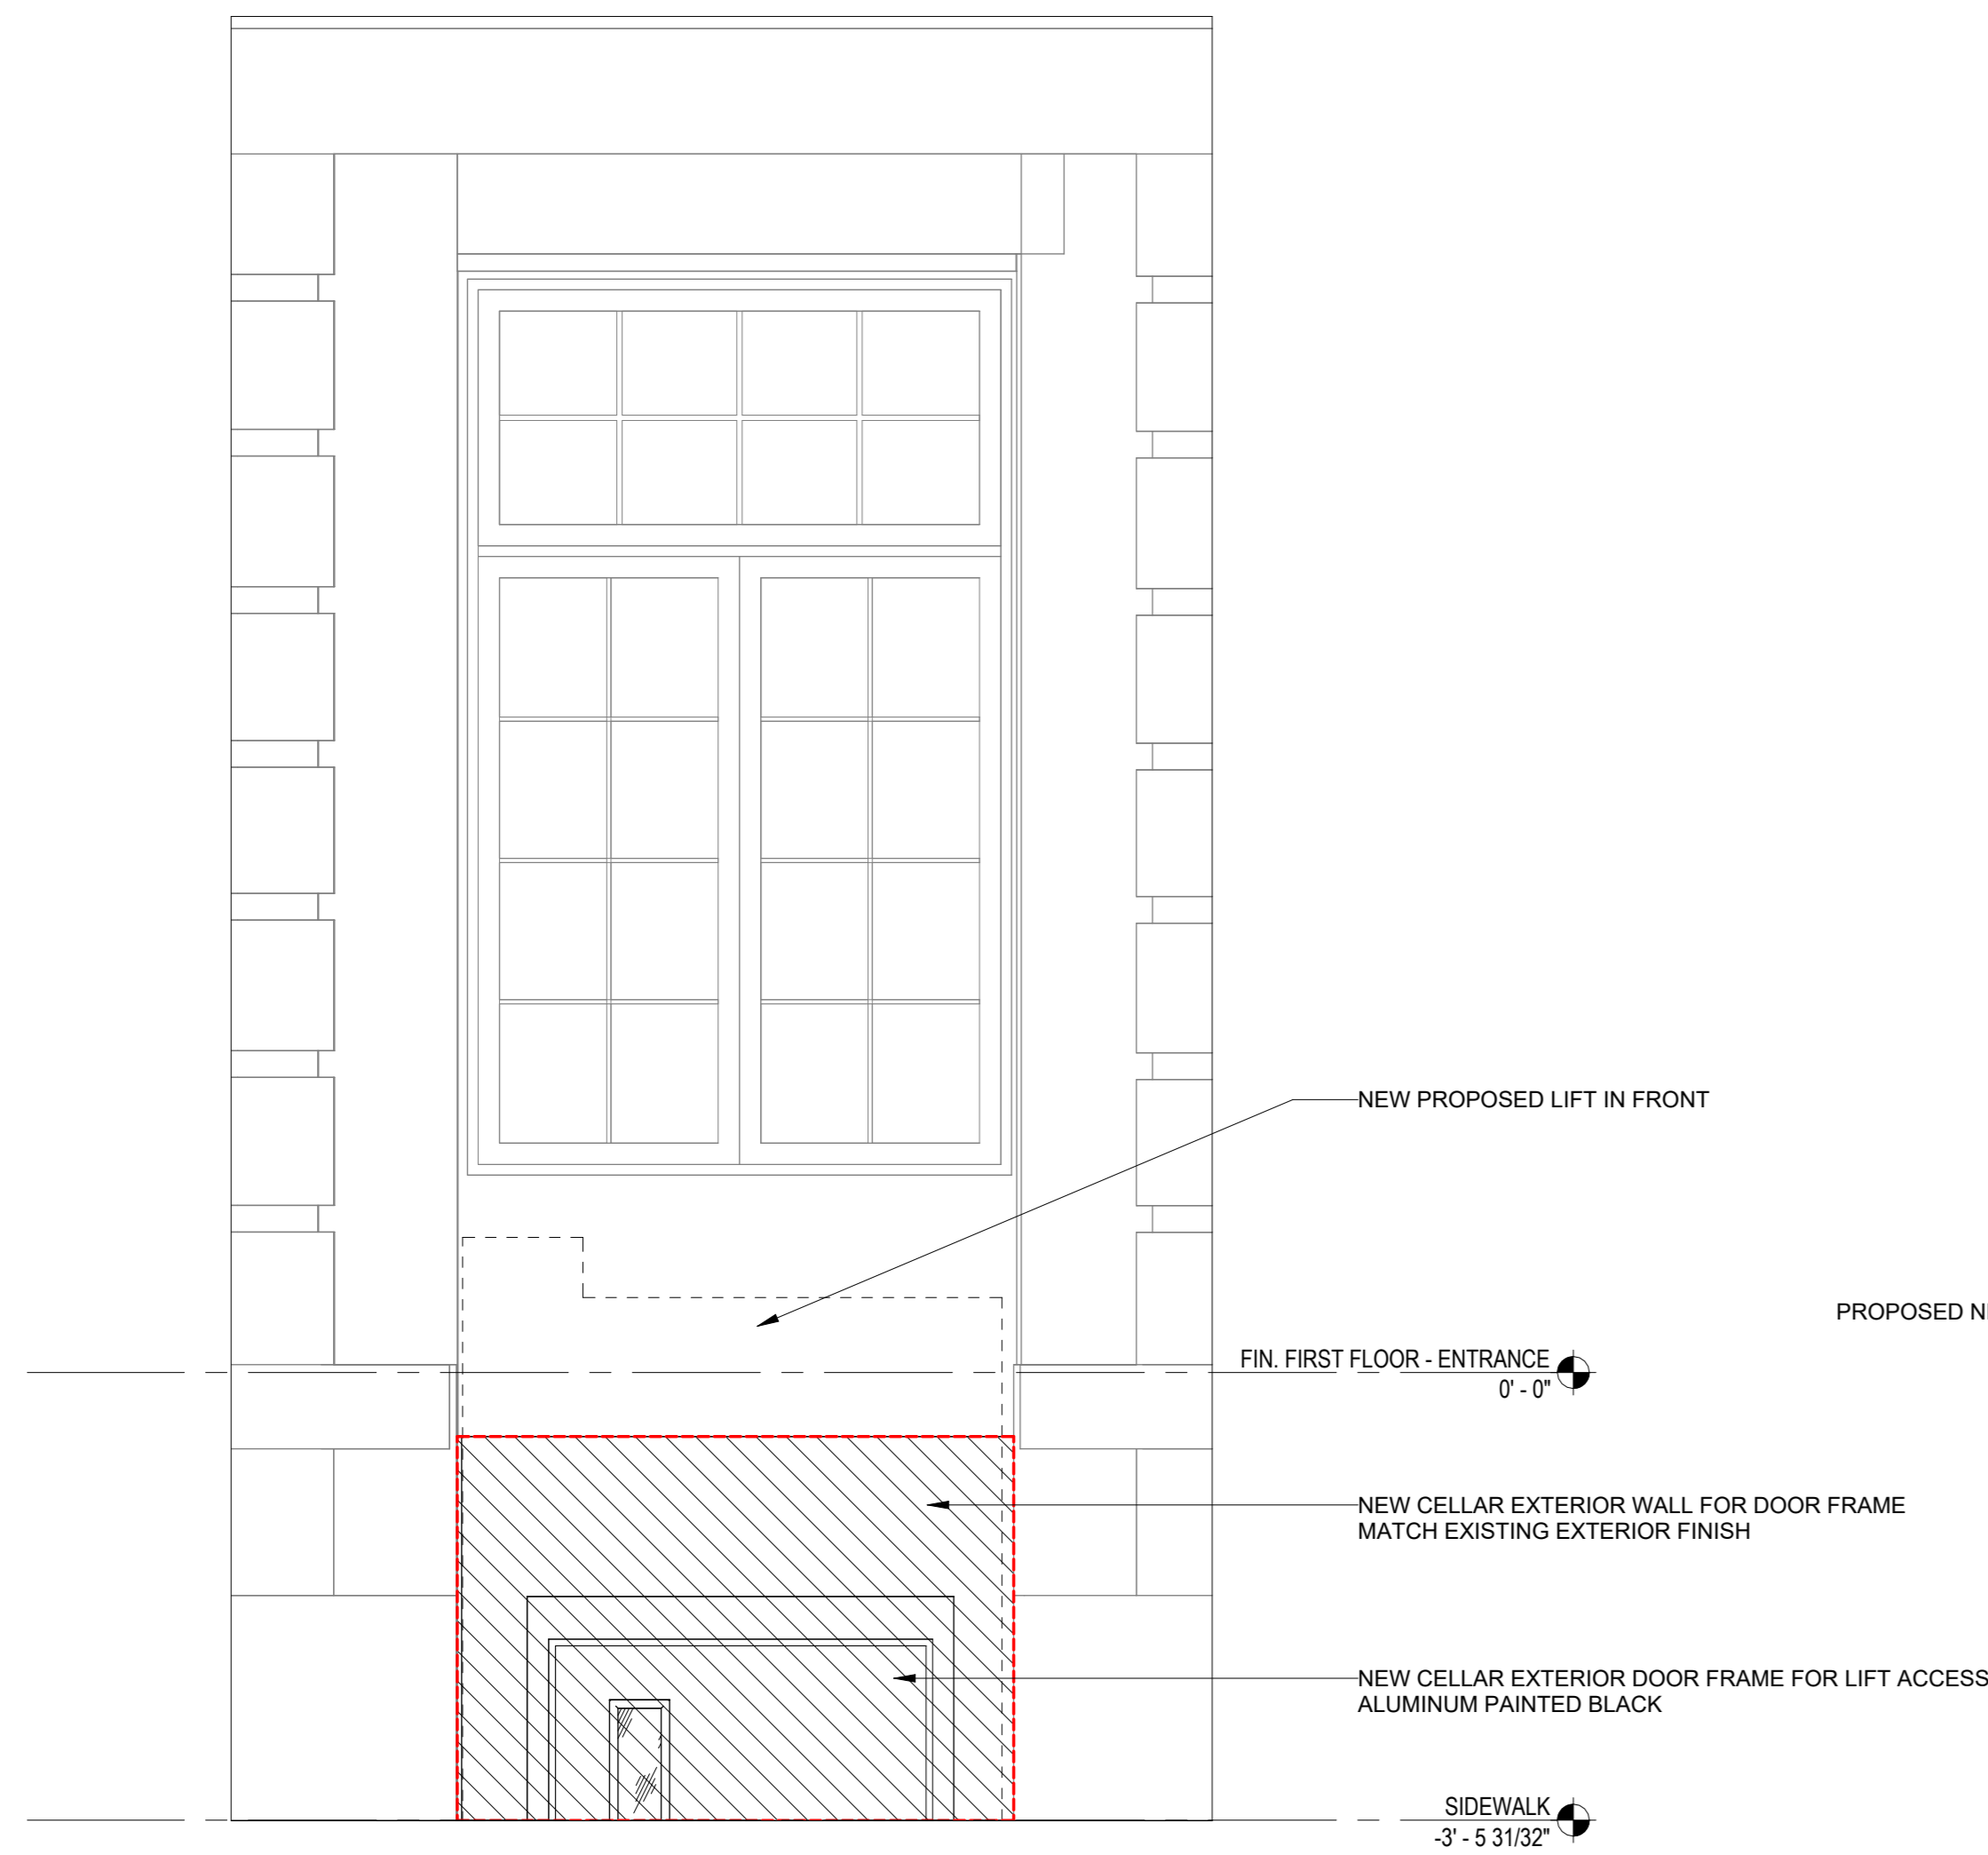 NEW PROPOSED LIFT IN FRONT
PROPOSED N
FIN. FIRST FLOOR - ENTRANCE
0' - 0"
NEW CELLAR EXTERIOR WALL FOR DOOR FRAME
MATCH EXISTING EXTERIOR FINISH
NEW CELLAR EXTERIOR DOOR FRAME FOR LIFT ACCESS
ALUMINUM PAINTED BLACK
SIDEWALK
-3' - 5 31/32"